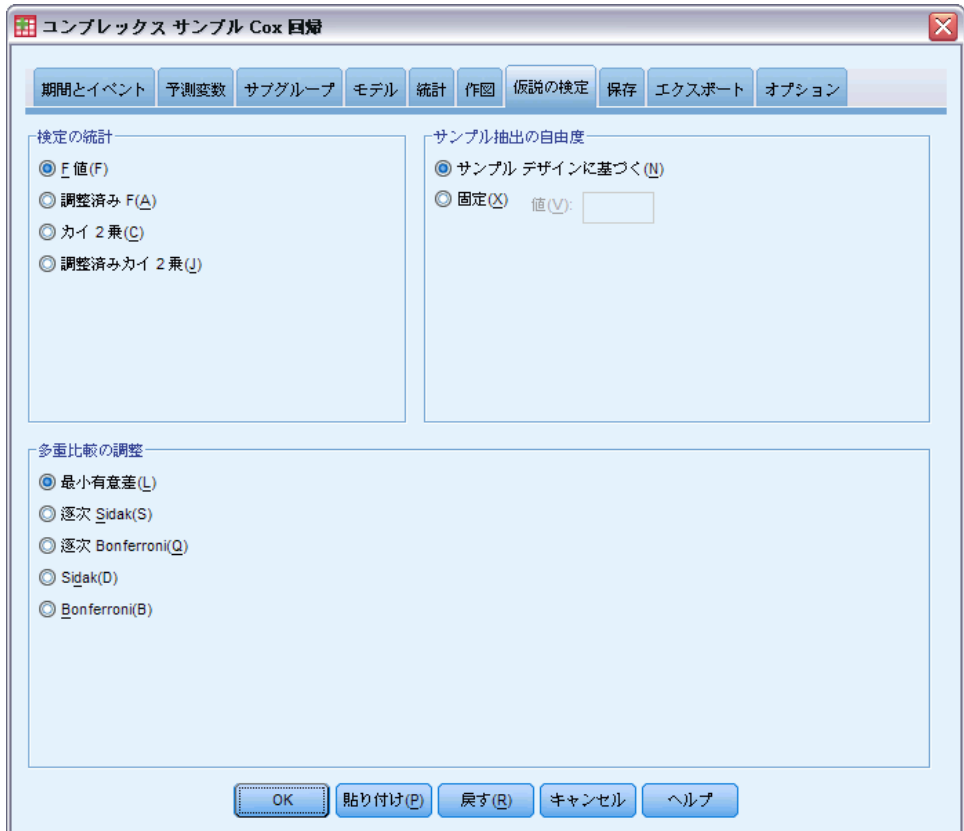 コンプレックス サンプル Cox 回帰
期間とイベント 予測変数 サブグループ モデル 統計 作図 仮説の検定 保存 エクスポート オプション
検定の統計
F 値(F)
調整済み F(A)
カイ 2 乗(C)
調整済みカイ 2 乗(J)
サンプル抽出の自由度
サンプル デザインに基づく(N)
固定(X) 値(V):
多重比較の調整
最小有意差(L)
逐次 Sidak(S)
逐次 Bonferroni(Q)
Sidak(D)
Bonferroni(B)
OK 貼り付け(P) 戻す(R) キャンセル ヘルプ